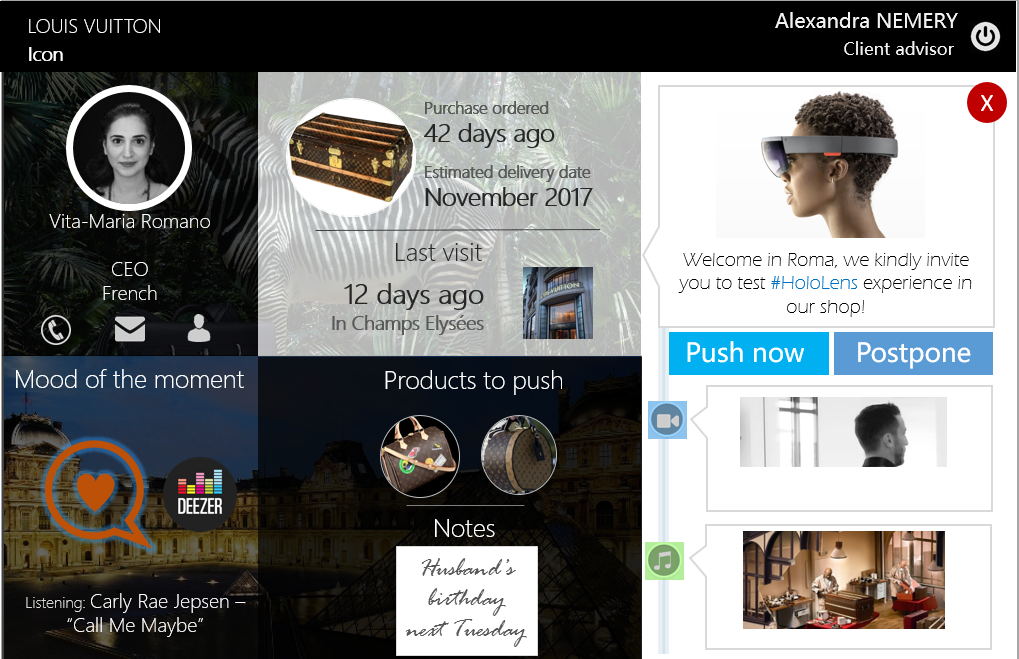 LOUIS VUITTON
Icon
Alexandra NEMERY
Client advisor
X
Vita-Maria Romano
CEO
French
Purchase ordered
42 days ago
Estimated delivery date
November 2017
Last visit
12 days ago
In Champs Elysées
Welcome in Roma, we kindly invite
you to test #HoloLens experience in
our shop!
Push now
Postpone
Mood of the moment
DEEZER
Listening: Carly Rae Jepsen –
"Call Me Maybe"
Products to push
Notes
Husband's
birthday
next Tuesday